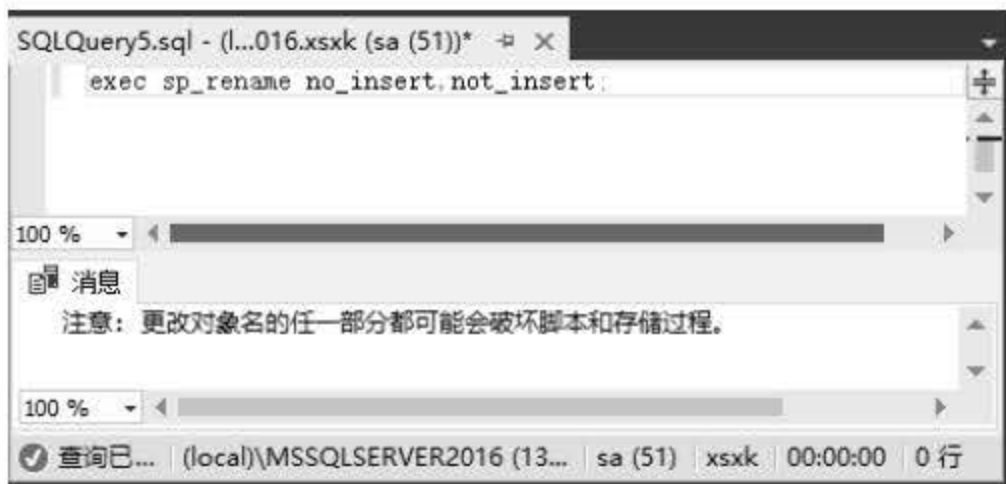 SQLQuery5.sql - (l...016.xsxk (sa (51))*
exec sp_rename no_insert,not_insert;
100 %
消息
注意: 更改对象名的任一部分都可能会破坏脚本和存储过程。
100 %
查询已... (local)\MSSQLSERVER2016 (13... sa (51) xsxk 00:00:00 0 行